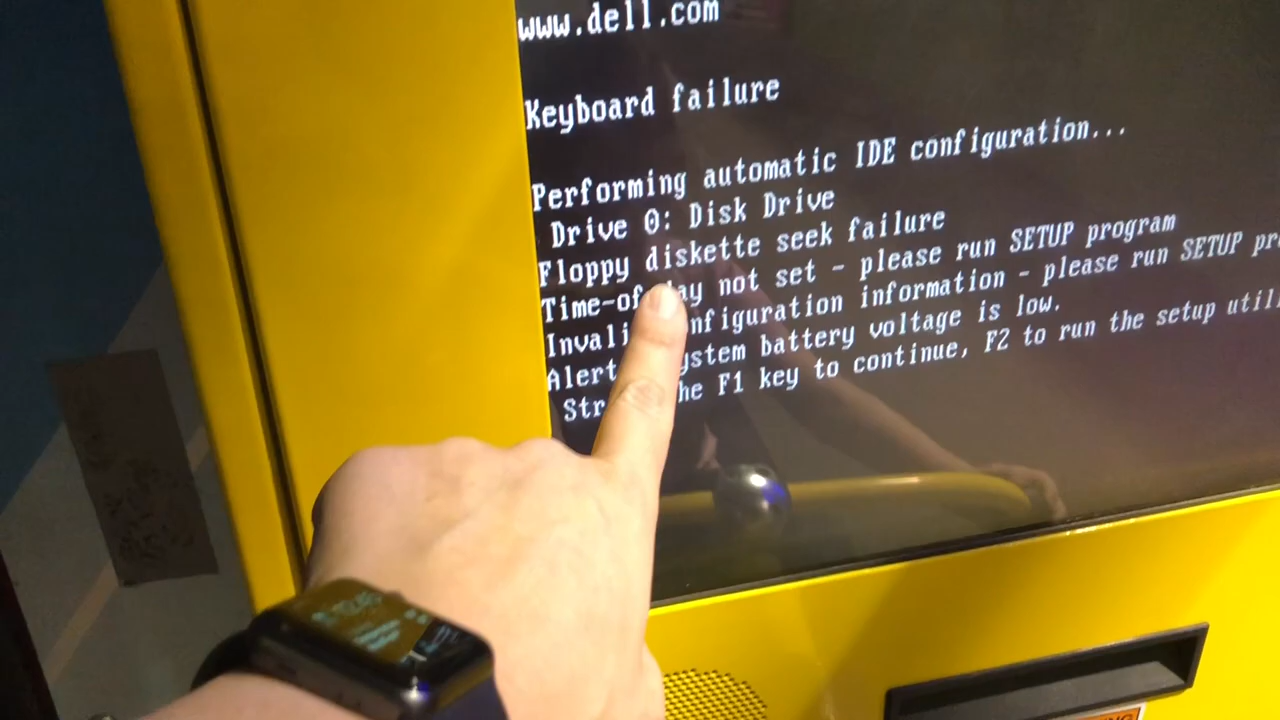 www.dell.com
Keyboard failure
Performing automatic IDE configuration...
Drive 0: Disk Drive
Floppy diskette seek failure
Time-of-day not set - please run SETUP program
Invali nfiguration information - please run SETUP pr
Alert ystem battery voltage is low.
Str he F1 key to continue, F2 to run the setup util
NG